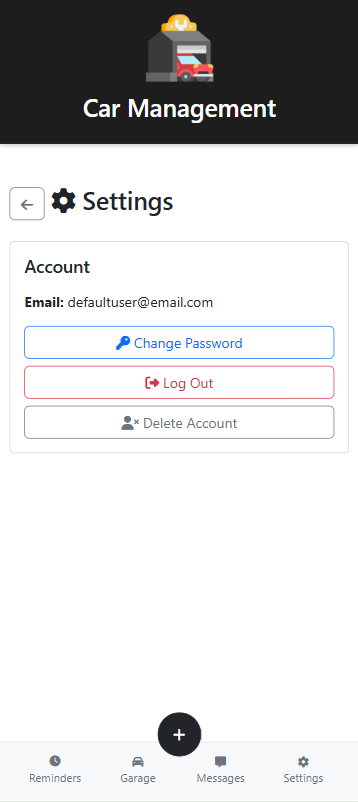 Car Management
Settings
Account
Email: defaultuser@email.com
Change Password
Log Out
Delete Account
Reminders
Garage
Messages
Settings